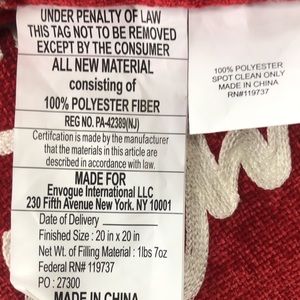 UNDER PENALTY OF LAW
THIS TAG NOT TO BE REMOVED
EXCEPT BY THE CONSUMER
ALL NEW MATERIAL
consisting of
100% POLYESTER FIBER
REG NO. PA-42389(NJ)
Certifcation is made by the manufacturer
that the materials in this article are
described in accordance with law.
MADE FOR
Envogue International LLC
230 Fifth Avenue New York. NY 10001
Date of Delivery
Finished Size : 20 in x 20 in
Net Wt. of Filling Material : 1lbs 7oz
Federal RN# 119737
PO : 27300
MADE IN CHINA
100% POLYESTER
SPOT CLEAN ONLY
MADE IN CHINA
RN#119737